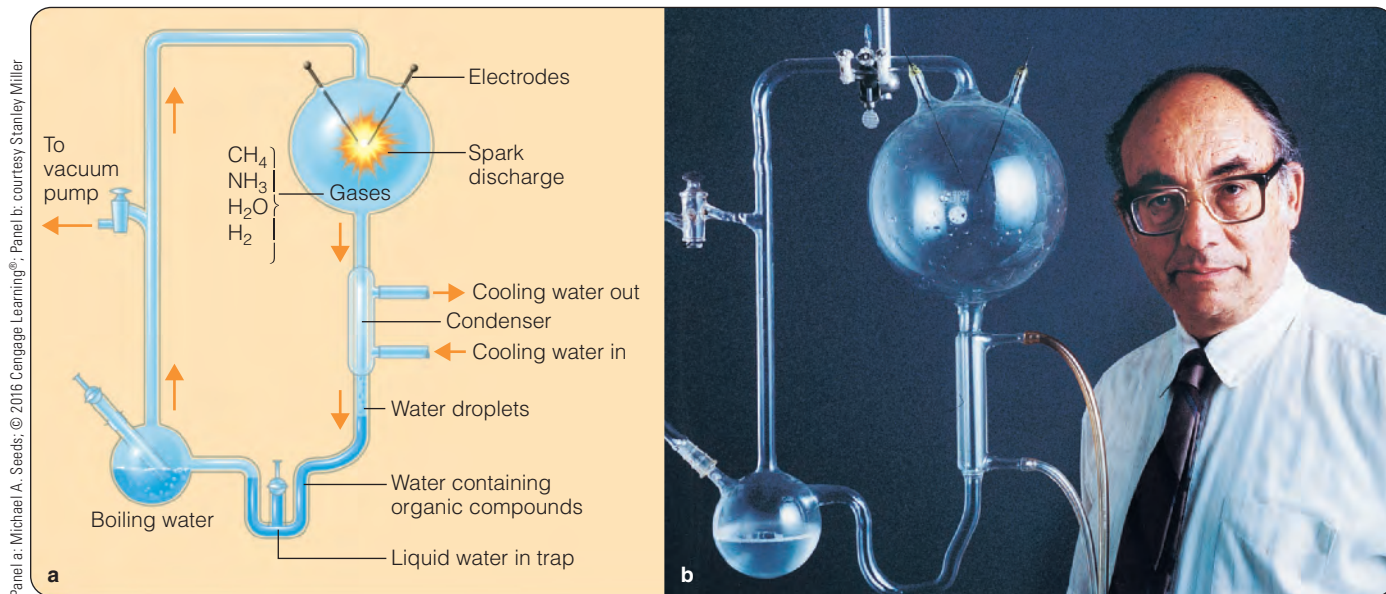 Panel a: Michael A. Seeds; © 2016 Cengage Learning®; Panel b: courtesy Stanley Miller
To
vacuum
pump
CH₄
NH₃
H₂O
H₂
Gases
Electrodes
Spark
discharge
Cooling water out
Condenser
Cooling water in
Water droplets
Water containing
organic compounds
Boiling water
Liquid water in trap
a
b